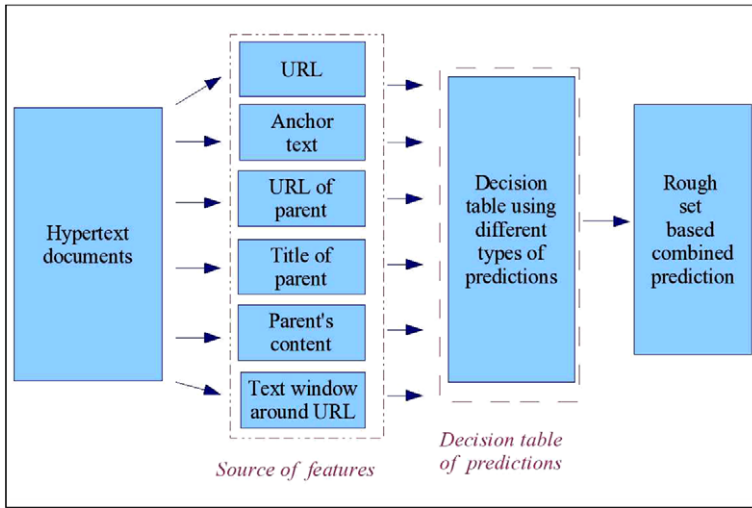 Hypertext
documents
URL
Anchor
text
URL of
parent
Title of
parent
Parent's
content
Text window
around URL
Source of features
Decision
table using
different
types of
predictions
Decision table
of predictions
Rough
set
based
combined
prediction